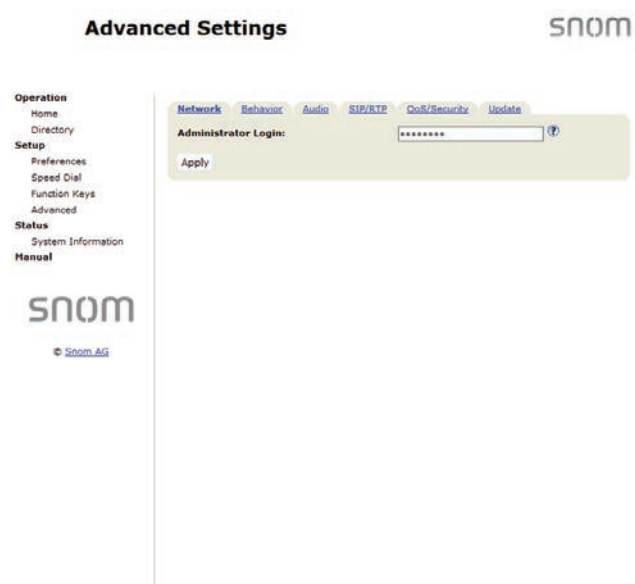 Advanced Settings
snom
Operation
Home
Directory
Setup
Preferences
Speed Dial
Function Keys
Advanced
Status
System Information
Manual
snom
© Snom AG
Network Behavior Audio SIP/RTP QoS/Security Update
Administrator Login: ******** ?
Apply